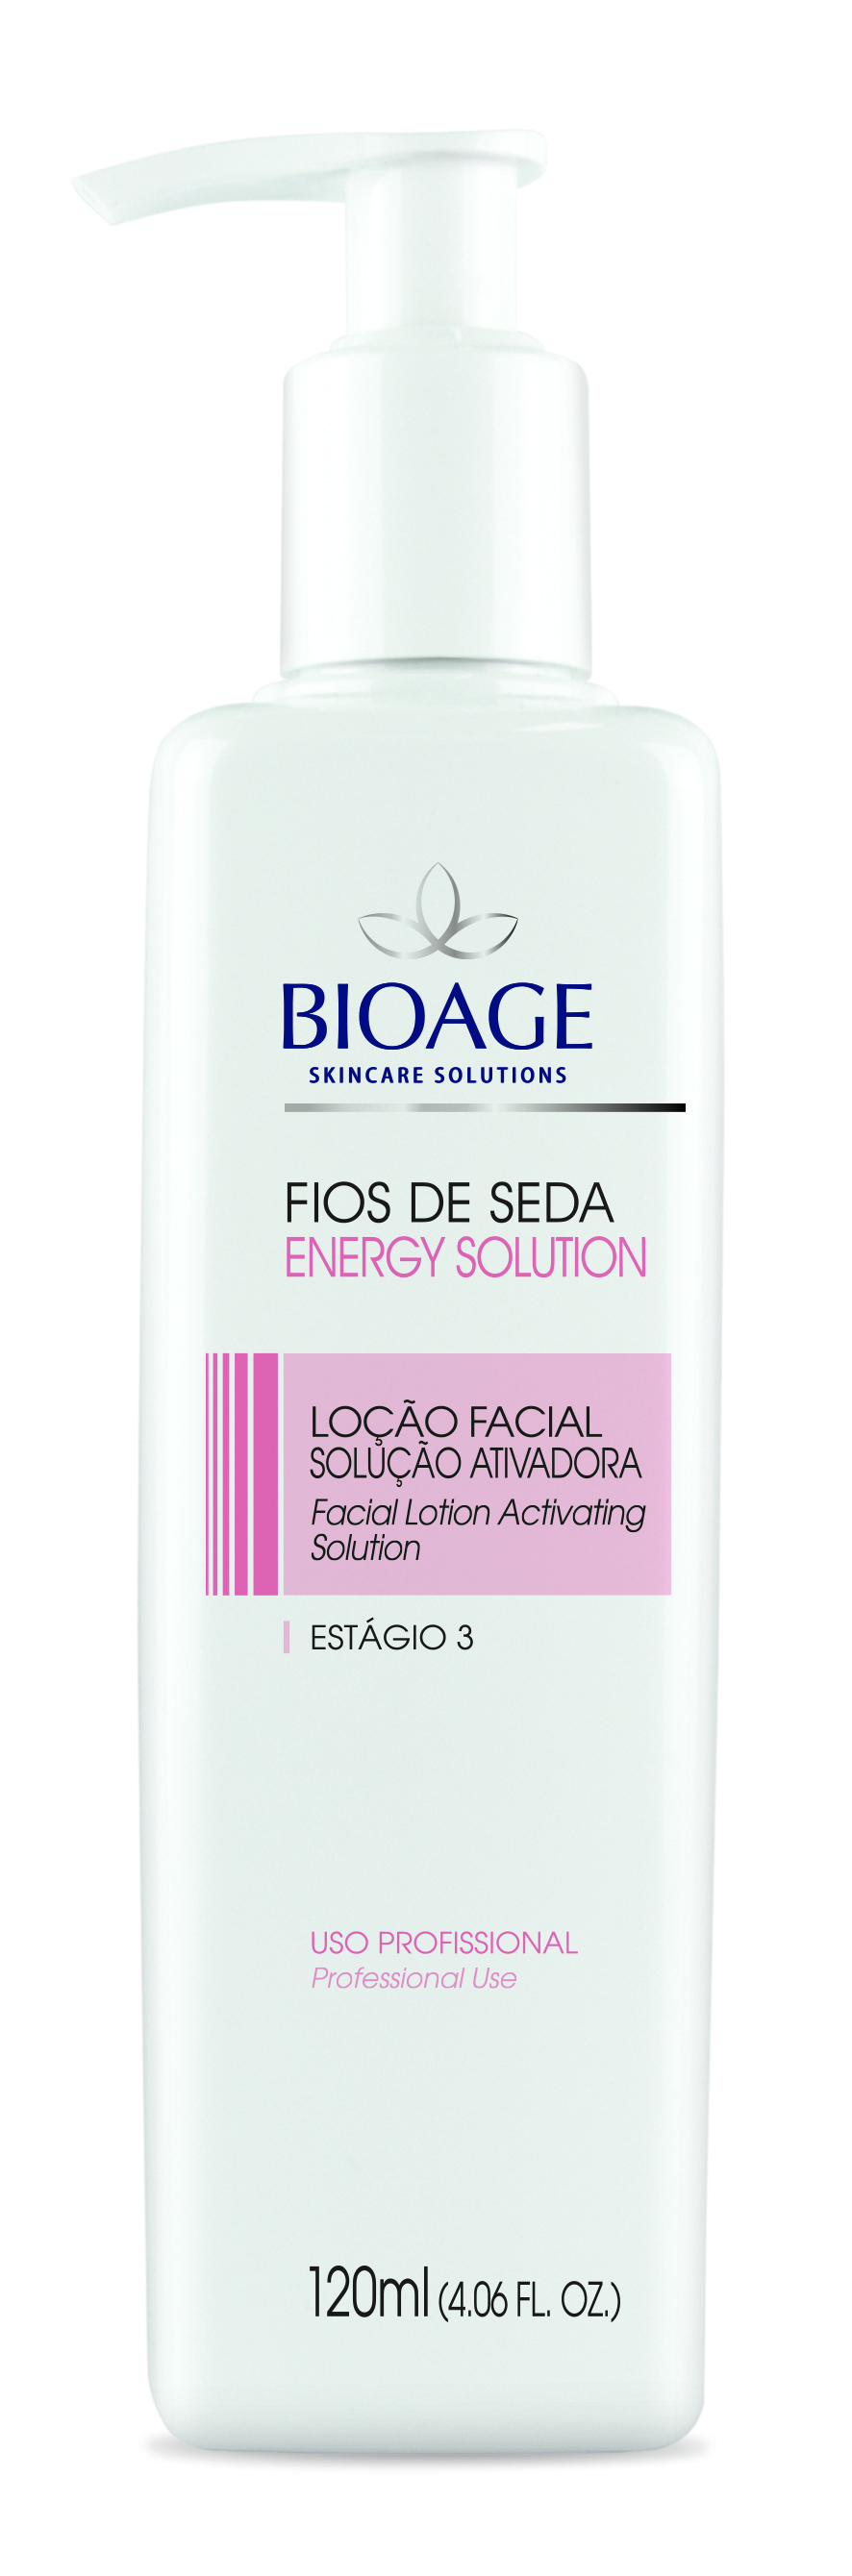 BIOAGE
SKINCARE SOLUTIONS
FIOS DE SEDA
ENERGY SOLUTION
LOÇÃO FACIAL
SOLUÇÃO ATIVADORA
Facial Lotion Activating
Solution
ESTÁGIO 3
USO PROFISSIONAL
Professional Use
120ml (4.06 FL. OZ.)